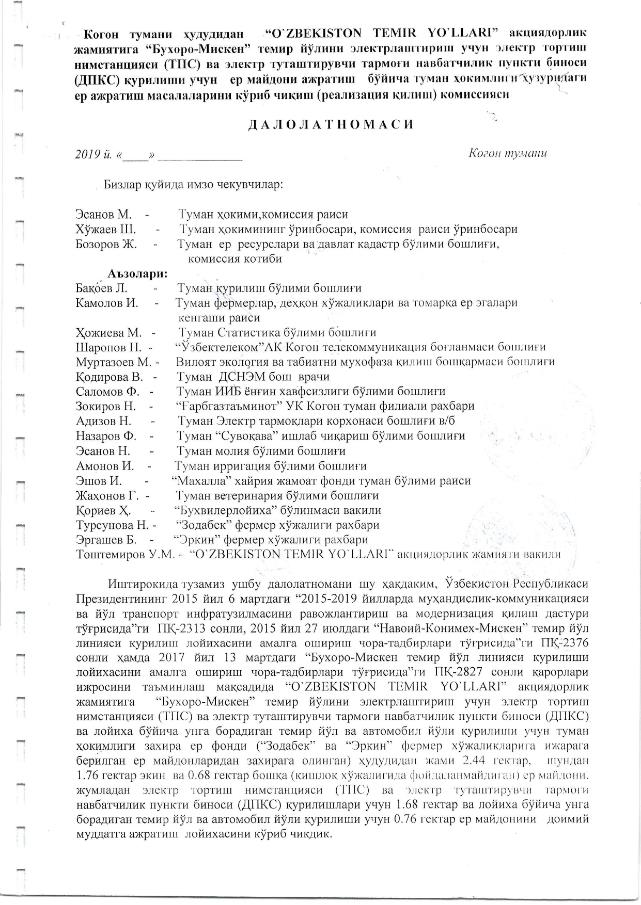 Когон тумани ҳудудидан "O`ZBEKISTON TEMIR YO`LLARI" акциядорлик
жамиятига "Бухоро-Мискен" темир йўлини электрлаштириш учун электр тортиш
нимстанцияси (ТПС) ва электр туташтирувчи тармоғи навбатчилик пункти биноси
(ДПКС) қурилиши учун ер майдони ажратиш бўйича туман ҳокимлиги ҳузуридаги
ер ажратиш масалаларини кўриб чиқиш (реализация қилиш) комиссияси
ДАЛОЛАТНОМАСИ
2019 й. «____» _____________ Когон тумани
Бизлар қуйида имзо чекувчилар:
Эсанов М. - Туман ҳокими,комиссия раиси
Хўжаев Ш. - Туман ҳокимининг ўринбосари, комиссия раиси ўринбосари
Бозоров Ж. - Туман ер ресурслари ва давлат кадастр бўлими бошлиғи,
комиссия котиби
Аъзолари:
Бақоев Л. - Туман қурилиш бўлими бошлиғи
Камолов И. - Туман фермерлар, деҳқон хўжаликлари ва томарқа ер эгалари
кенгаши раиси
Ҳожиева М. - Туман Статистика бўлими бошлиғи
Шаропов П. - "Ўзбектелеком"АК Когон телекоммуникация боғланмаси бошлиғи
Муртазоев М. - Вилоят экология ва табиатни муҳофаза қилиш бошқармаси бошлиғи
Қодирова В. - Туман ДСНЭМ бош врачи
Саломов Ф. - Туман ИИБ ёнғин хавфсизлиги бўлими бошлиғи
Зокиров Н. - "Ғарбгазтаъминот" УК Когон туман филиали раҳбари
Адизов Н. - Туман Электр тармоқлари корхонаси бошлиғи в/б
Назаров Ф. - Туман "Сувоқава" ишлаб чиқариш бўлими бошлиғи
Эсанов Н. - Туман молия бўлими бошлиғи
Амонов И. - Туман ирригация бўлими бошлиғи
Эшов И. - "Махалла" хайрия жамоат фонди туман бўлими раиси
Жаҳонов Г. - Туман ветеринария бўлими бошлиғи
Қориев Ҳ. - "Бухвилерлойиҳа" бўлинмаси вакили
Турсунова Н. - "Зодабек" фермер хўжалиги раҳбари
Эргашев Б. - "Эркин" фермер хўжалиги раҳбари
Тоштемиров У.М. - "O`ZBEKISTON TEMIR YO`LLARI" акциядорлик жамияти вакили
Иштирокида тузамиз ушбу далолатномани шу ҳақдаким, Ўзбекистон Республикаси
Президентининг 2015 йил 6 мартдаги "2015-2019 йилларда муҳандислик-коммуникацияси
ва йўл транспорт инфратузилмасини равожлантириш ва модернизация қилиш дастури
тўғрисида"ги ПҚ-2313 сонли, 2015 йил 27 июлдаги "Навоий-Конимех-Мискен" темир йўл
линияси қурилиш лойихасини амалга ошириш чора-тадбирлари тўғрисида"ги ПҚ-2376
сонли ҳамда 2017 йил 13 мартдаги "Бухоро-Мискен темир йўл линияси қурилиши
лойихасини амалга ошириш чора-тадбирлари тўғрисида"ги ПҚ-2827 сонли қарорлари
ижросини таъминлаш мақсадида "O`ZBEKISTON TEMIR YO`LLARI" акциядорлик
жамиятига "Бухоро-Мискен" темир йўлини электрлаштириш учун электр тортиш
нимстанцияси (ТПС) ва электр туташтирувчи тармоғи навбатчилик пункти биноси (ДПКС)
ва лойиха бўйича унга борадиган темир йўл ва автомобил йўли қурилиши учун туман
ҳокимлиги захира ер фонди ("Зодабек" ва "Эркин" фермер хўжаликларига ижарага
берилган ер майдонларидан захирага олинган) ҳудудидан жами 2.44 гектар, шундан
1.76 гектар экин ва 0.68 гектар бошқа (қишлоқ хўжалигида фойдаланмайдиган) ер майдони,
жумладан электр тортиш нимстанцияси (ТПС) ва электр туташтирувчи тармоғи
навбатчилик пункти биноси (ДПКС) қурилишлари учун 1.68 гектар ва лойиха бўйича унга
борадиган темир йўл ва автомобил йўли қурилиши учун 0.76 гектар ер майдонини доимий
муддатга ажратиш лойихасини кўриб чиқдик.